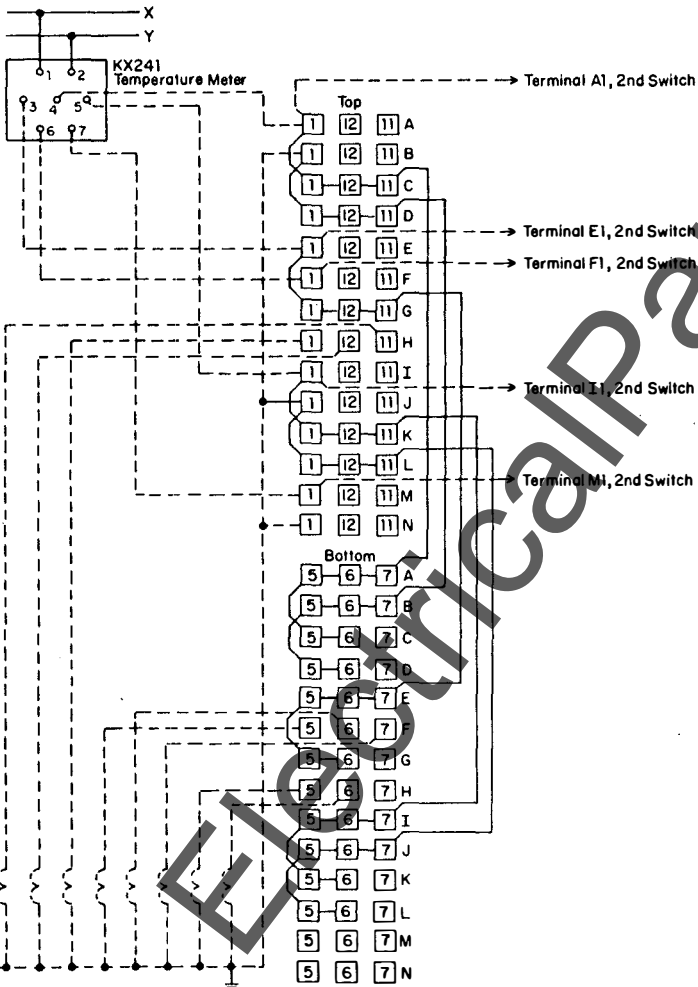 X
Y
1 2
KX241
Temperature Meter
3 4 5
6 7
Terminal A1, 2nd Switch
Top
1 12 11 A
1 12 11 B
1 12 11 C
1 12 11 D
Terminal E1, 2nd Switch
1 12 11 E
Terminal F1, 2nd Switch
1 12 11 F
1 12 11 G
1 12 11 H
1 12 11 I
Terminal I1, 2nd Switch
1 12 11 J
1 12 11 K
1 12 11 L
Terminal M1, 2nd Switch
1 12 11 M
1 12 11 N
Bottom
5 6 7 A
5 6 7 B
5 6 7 C
5 6 7 D
5 6 7 E
5 6 7 F
5 6 7 G
5 6 7 H
5 6 7 I
5 6 7 J
5 6 7 K
5 6 7 L
5 6 7 M
5 6 7 N
ElectricalPa